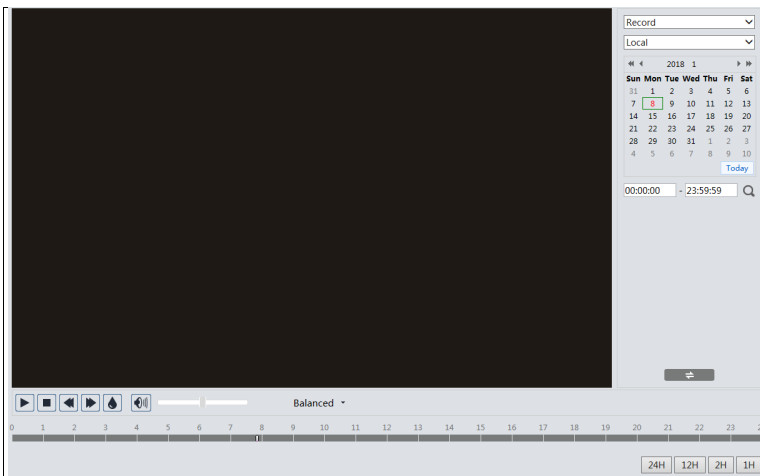 Record
Local
2018 1
Sun Mon Tue Wed Thu Fri Sat
31 1 2 3 4 5 6
7 8 9 10 11 12 13
14 15 16 17 18 19 20
21 22 23 24 25 26 27
28 29 30 31 1 2 3
4 5 6 7 8 9 10
Today
00:00:00 - 23:59:59
Balanced
0 1 2 3 4 5 6 7 8 9 10 11 12 13 14 15 16 17 18 19 20 21 22 23 2
24H 12H 2H 1H